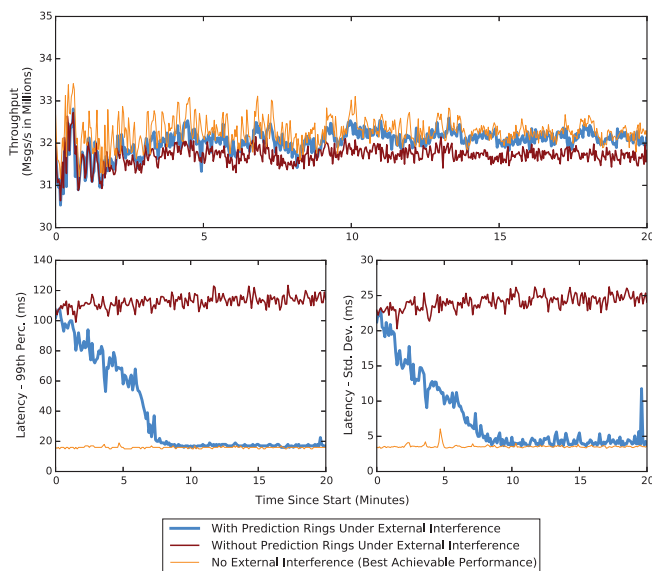 35
34
33
32
31
30
Throughput
(Msgs/s in Millions)
0 5 10 15 20
140
120
100
80
60
40
20
0
Latency - 99th Perc. (ms)
0 5 10 15 20
30
25
20
15
10
5
0
Latency - Std. Dev. (ms)
0 5 10 15 20
Time Since Start (Minutes)
With Prediction Rings Under External Interference
Without Prediction Rings Under External Interference
No External Interference (Best Achievable Performance)